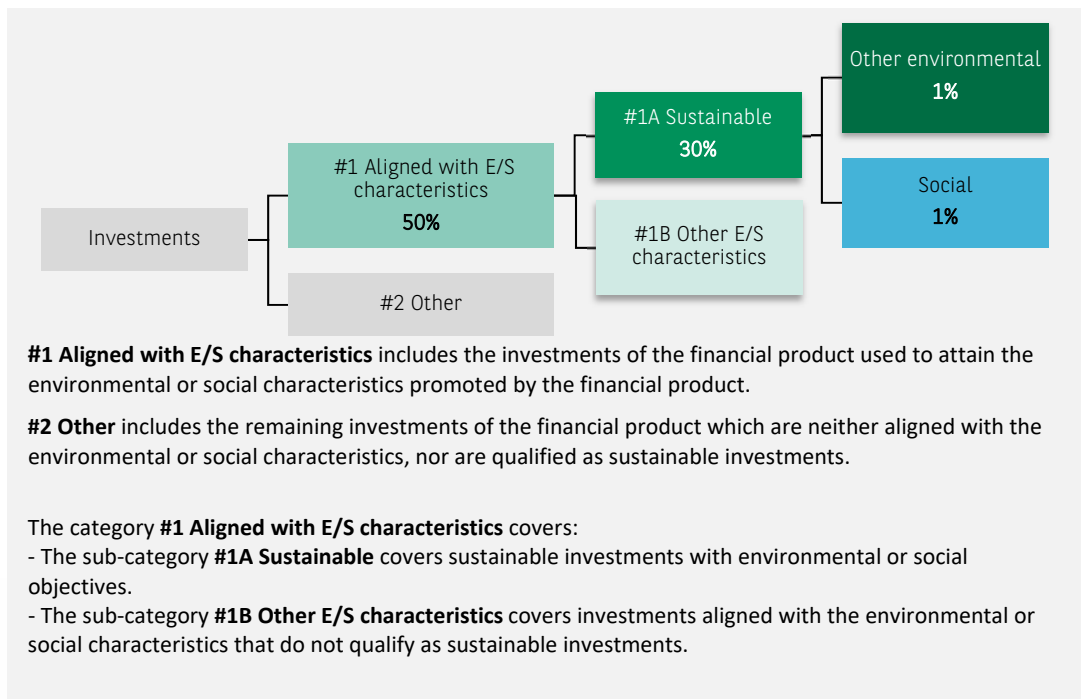 Other environmental
1%
#1A Sustainable
30%
#1 Aligned with E/S
characteristics
50%
Social
1%
Investments
#1B Other E/S
characteristics
#2 Other
#1 Aligned with E/S characteristics includes the investments of the financial product used to attain the
environmental or social characteristics promoted by the financial product.
#2 Other includes the remaining investments of the financial product which are neither aligned with the
environmental or social characteristics, nor are qualified as sustainable investments.
The category #1 Aligned with E/S characteristics covers:
- The sub-category #1A Sustainable covers sustainable investments with environmental or social
objectives.
- The sub-category #1B Other E/S characteristics covers investments aligned with the environmental or
social characteristics that do not qualify as sustainable investments.